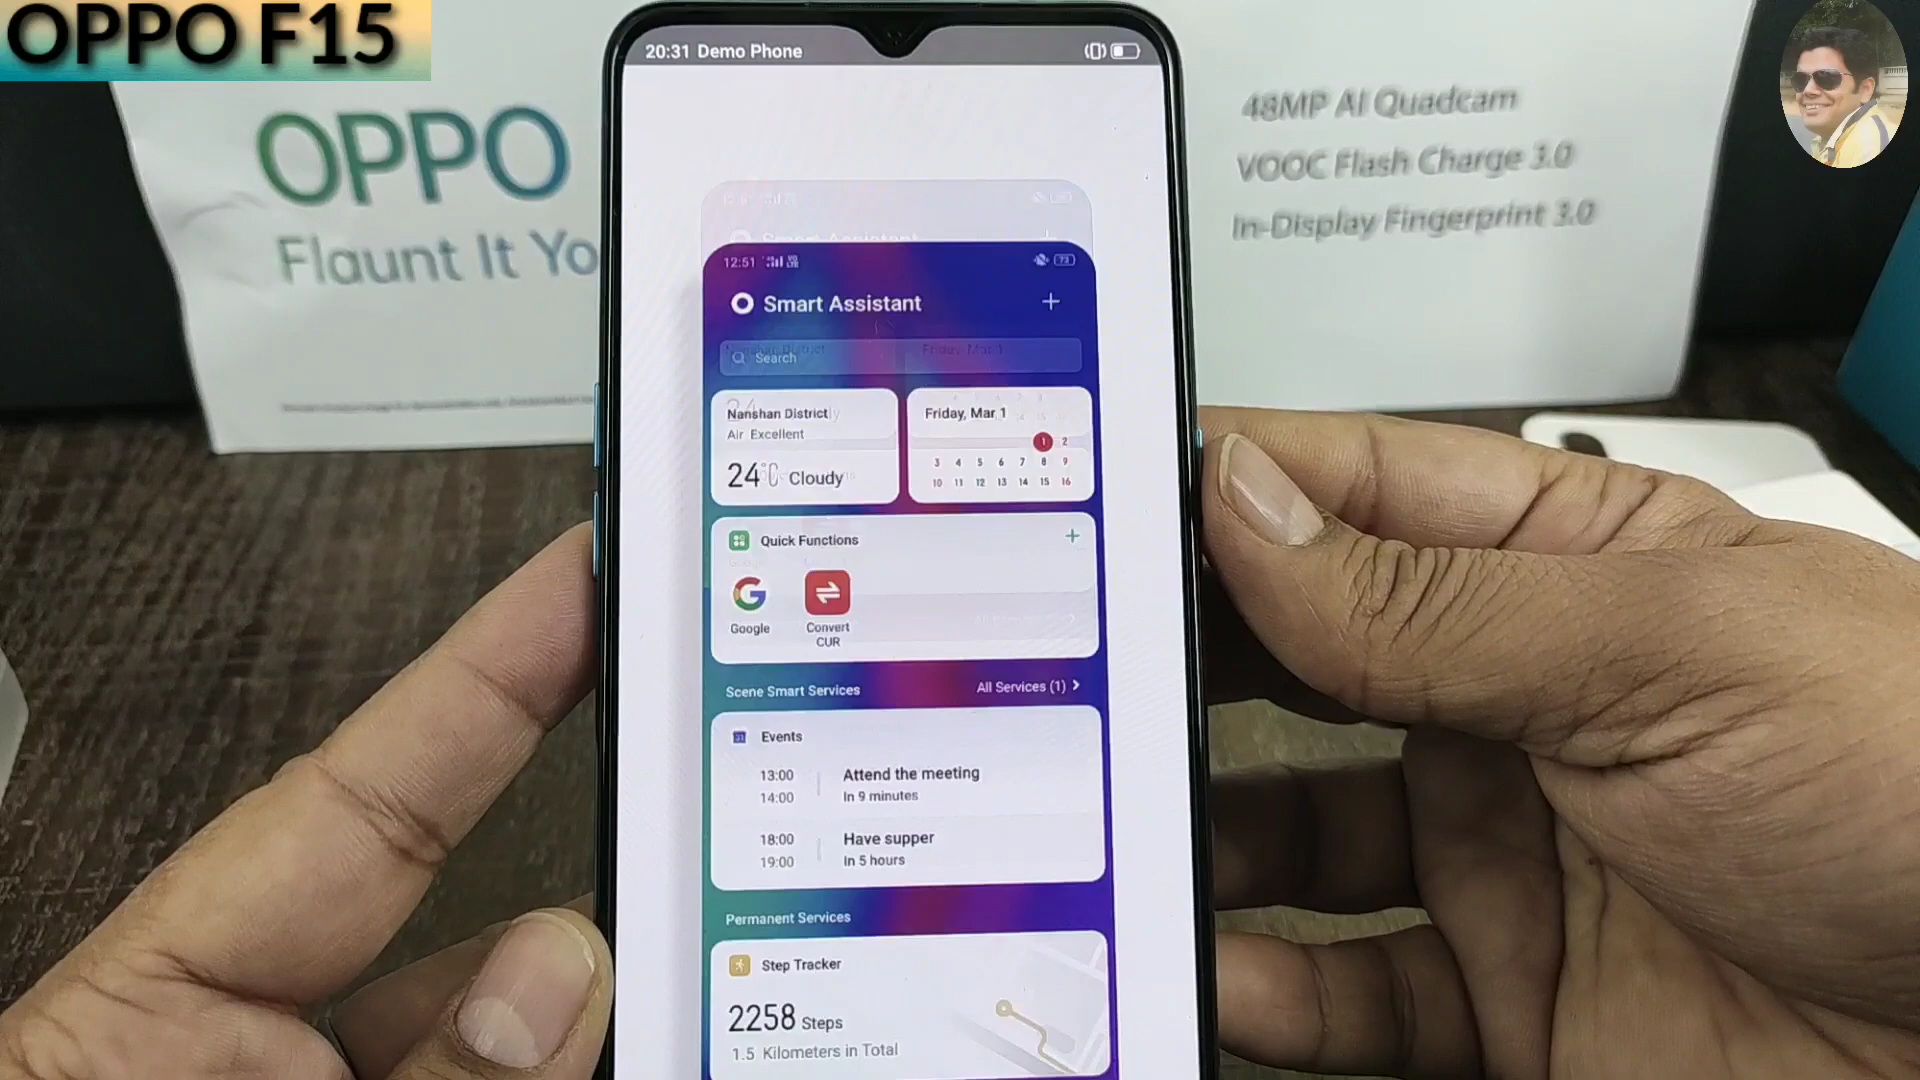 OPPO F15
OPPO
Flaunt It Yo
48MP AI Quadcam
VOOC Flash Charge 3.0
In-Display Fingerprint 3.0
20:31 Demo Phone
12:51
73
Smart Assistant
Search
Nanshan District
Air Excellent
24°C Cloudy
Friday, Mar 1
1 2
3 4 5 6 7 8 9
10 11 12 13 14 15 16
Quick Functions
Google
Convert
CUR
Scene Smart Services
All Services (1)
Events
13:00 Attend the meeting
14:00 In 9 minutes
18:00 Have supper
19:00 In 5 hours
Permanent Services
Step Tracker
2258 Steps
1.5 Kilometers in Total